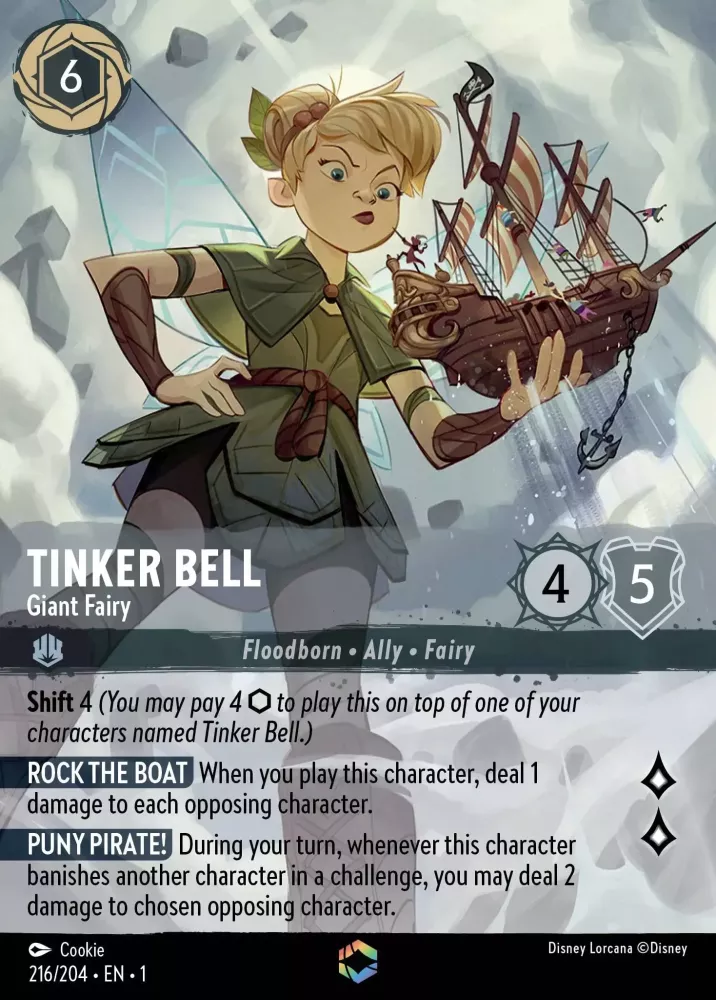 6
TINKER BELL
Giant Fairy
4
5
Floodborn • Ally • Fairy
Shift 4 (You may pay 4 ⬡ to play this on top of one of your
characters named Tinker Bell.)
ROCK THE BOAT When you play this character, deal 1
damage to each opposing character.
PUNY PIRATE! During your turn, whenever this character
banishes another character in a challenge, you may deal 2
damage to chosen opposing character.
Cookie
Disney Lorcana ©Disney
216/204 • EN • 1